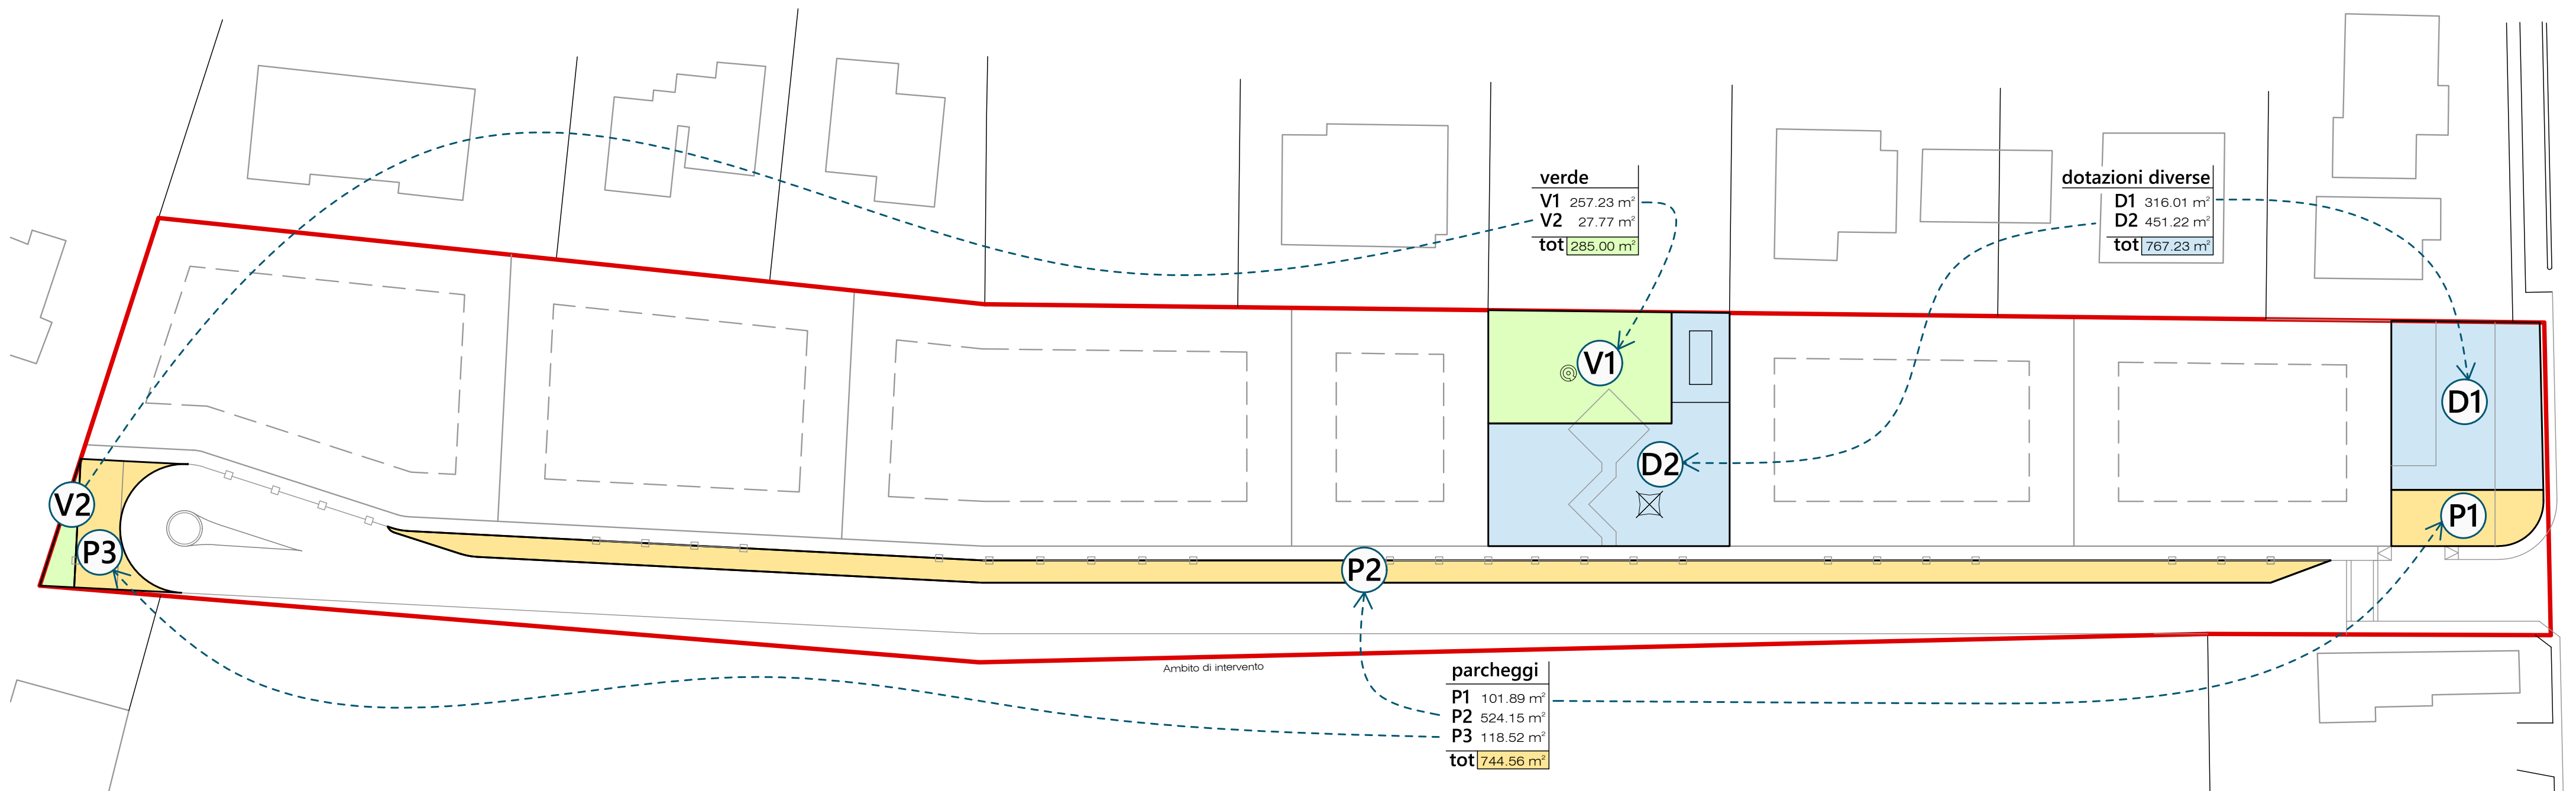 verde
V1 257.23 m²
V2 27.77 m²
tot 285.00 m²
dotazioni diverse
D1 316.01 m²
D2 451.22 m²
tot 767.23 m²
V1
D1
D2
V2
P3
P2
P1
Ambito di intervento
parcheggi
P1 101.89 m²
P2 524.15 m²
P3 118.52 m²
tot 744.56 m²